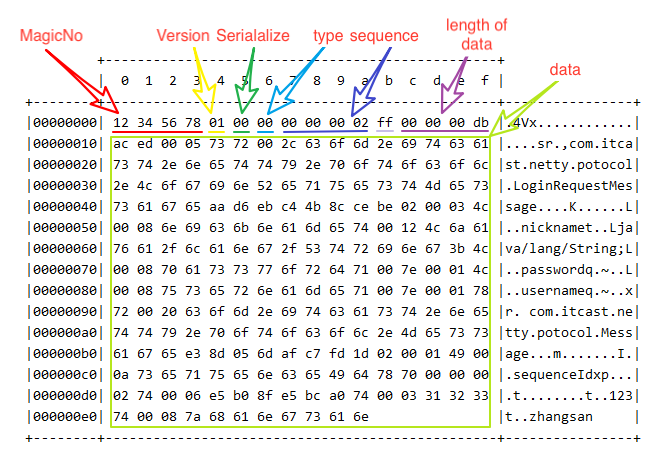 MagicNo Version Serialalize type sequence length of data
data
+-------------------------------------------------+
| 0 1 2 3 4 5 6 7 8 9 a b c d e f |
+--------+-------------------------------------------------+----------------+
|00000000| 12 34 56 78 01 00 00 00 00 00 02 ff 00 00 00 db |.4Vx............|
|00000010| ac ed 00 05 73 72 00 2c 63 6f 6d 2e 69 74 63 61 |....sr.,com.itca|
|00000020| 73 74 2e 6e 65 74 74 79 2e 70 6f 74 6f 63 6f 6c |st.netty.potocol|
|00000030| 2e 4c 6f 67 69 6e 52 65 71 75 65 73 74 4d 65 73 |.LoginRequestMes|
|00000040| 73 61 67 65 aa d6 eb c4 4b 8c ce be 02 00 03 4c |sage....K......L|
|00000050| 00 08 6e 69 63 6b 6e 61 6d 65 74 00 12 4c 6a 61 |..nicknamet..Lja|
|00000060| 76 61 2f 6c 61 6e 67 2f 53 74 72 69 6e 67 3b 4c |va/lang/String;L|
|00000070| 00 08 70 61 73 73 77 6f 72 64 71 00 7e 00 01 4c |..passwordq.~..L|
|00000080| 00 08 75 73 65 72 6e 61 6d 65 71 00 7e 00 01 78 |..usernameq.~..x|
|00000090| 72 00 20 63 6f 6d 2e 69 74 63 61 73 74 2e 6e 65 |r. com.itcast.ne|
|000000a0| 74 74 79 2e 70 6f 74 6f 63 6f 6c 2e 4d 65 73 73 |tty.potocol.Mess|
|000000b0| 61 67 65 e3 8d 05 6d af c7 fd 1d 02 00 01 49 00 |age...m.......I.|
|000000c0| 0a 73 65 71 75 65 6e 63 65 49 64 78 70 00 00 00 |.sequenceIdxp...|
|000000d0| 02 74 00 06 e5 b0 8f e5 bc a0 74 00 03 31 32 33 |.t........t..123|
|000000e0| 74 00 08 7a 68 61 6e 67 73 61 6e |t..zhangsan |
+--------+-------------------------------------------------+----------------+